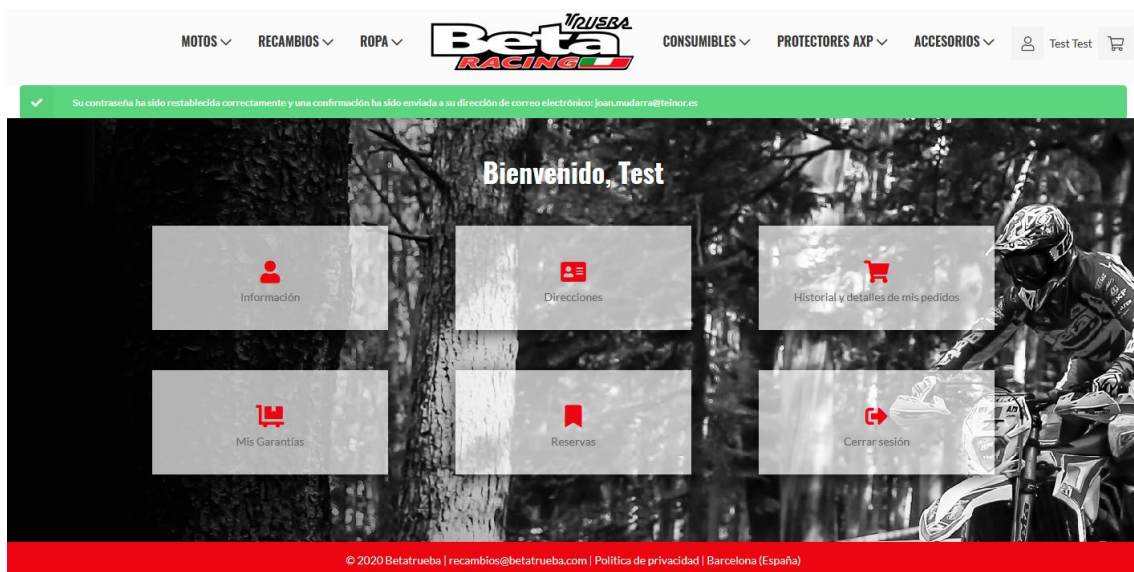 MOTOS
RECAMBIOS
ROPA
TRUEBA
Beta
RACING
CONSUMIBLES
PROTECTORES AXP
ACCESORIOS
Test Test
Su contraseña ha sido restablecida correctamente y una confirmación ha sido enviada a su dirección de correo electrónico: joan.mudarra@teinor.es
Bienvenido, Test
Información
Direcciones
Historial y detalles de mis pedidos
Mis Garantías
Reservas
Cerrar sesión
© 2020 Betatrueba | recambios@betatrueba.com | Politica de privacidad | Barcelona (España)